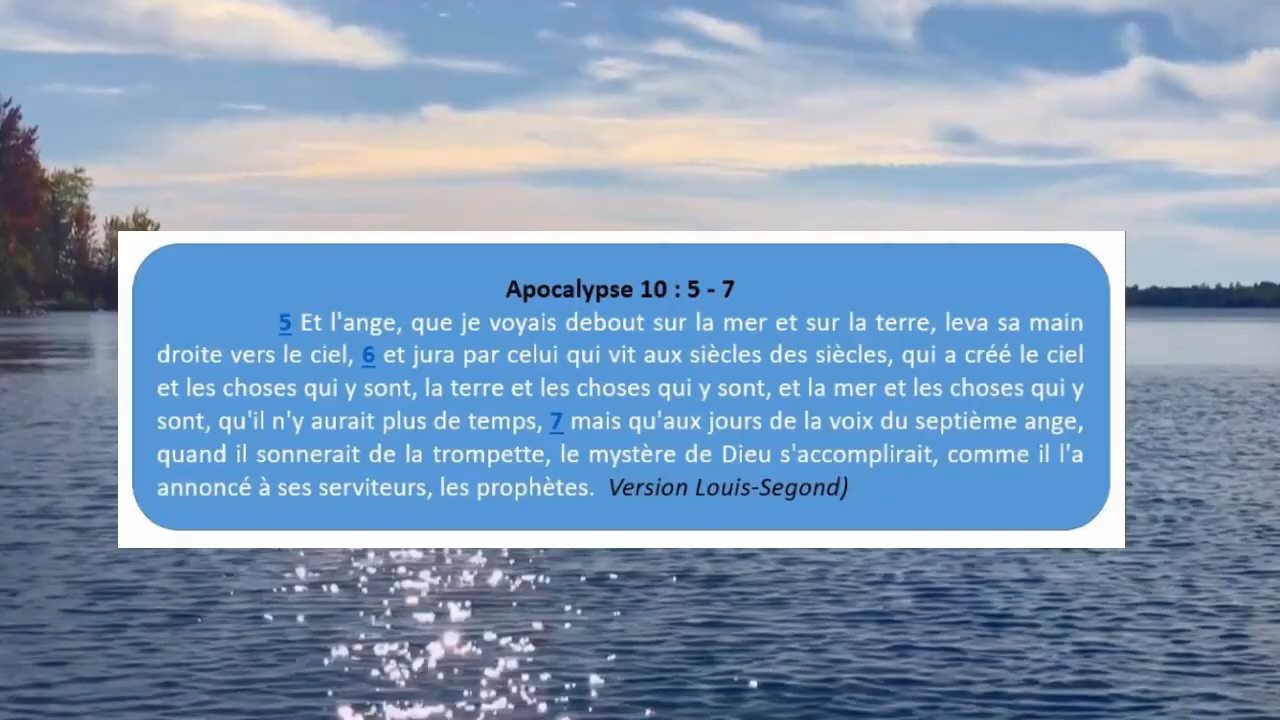 Apocalypse 10 : 5 - 7
5 Et l'ange, que je voyais debout sur la mer et sur la terre, leva sa main
droite vers le ciel, 6 et jura par celui qui vit aux siècles des siècles, qui a créé le ciel
et les choses qui y sont, la terre et les choses qui y sont, et la mer et les choses qui y
sont, qu'il n'y aurait plus de temps, 7 mais qu'aux jours de la voix du septième ange,
quand il sonnerait de la trompette, le mystère de Dieu s'accomplirait, comme il l'a
annoncé à ses serviteurs, les prophètes. Version Louis-Segond)